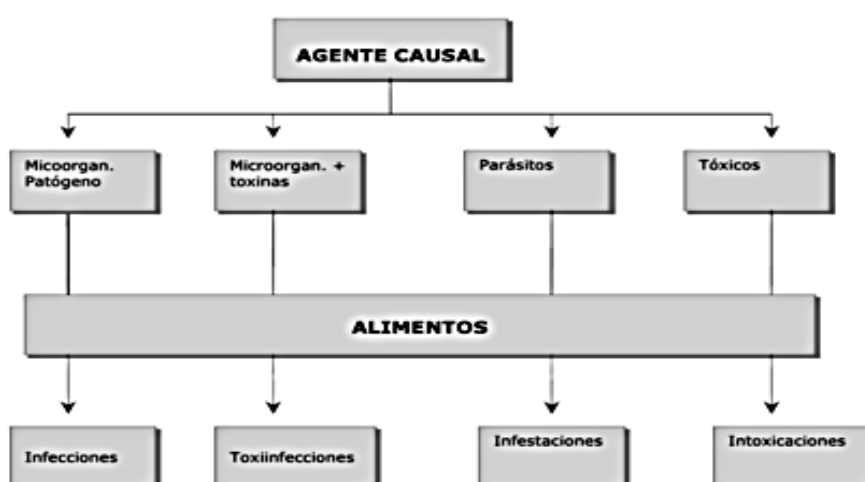 AGENTE CAUSAL
Micoorgan.
Patógeno
Microorgan. +
toxinas
Parásitos
Tóxicos
ALIMENTOS
Infecciones
Toxiinfecciones
Infestaciones
Intoxicaciones